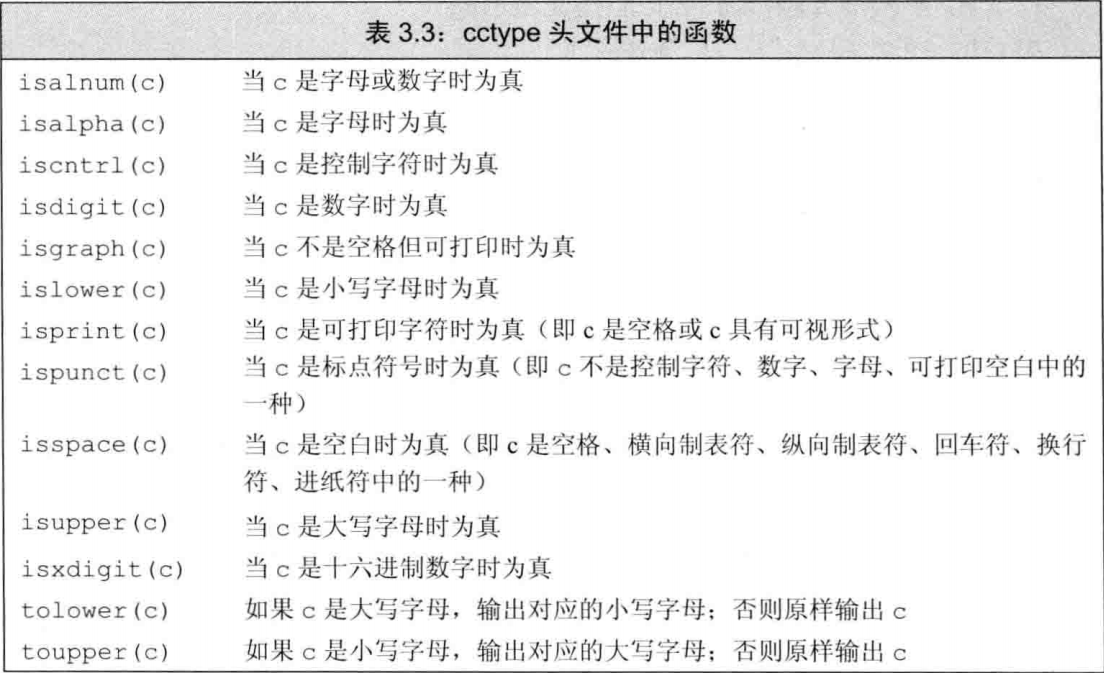 表 3.3：cctype 头文件中的函数
isalnum(c) 当 c 是字母或数字时为真
isalpha(c) 当 c 是字母时为真
iscntrl(c) 当 c 是控制字符时为真
isdigit(c) 当 c 是数字时为真
isgraph(c) 当 c 不是空格但可打印时为真
islower(c) 当 c 是小写字母时为真
isprint(c) 当 c 是可打印字符时为真（即 c 是空格或 c 具有可视形式）
ispunct(c) 当 c 是标点符号时为真（即 c 不是控制字符、数字、字母、可打印空白中的
一种）
isspace(c) 当 c 是空白时为真（即 c 是空格、横向制表符、纵向制表符、回车符、换行
符、进纸符中的一种）
isupper(c) 当 c 是大写字母时为真
isxdigit(c) 当 c 是十六进制数字时为真
tolower(c) 如果 c 是大写字母，输出对应的小写字母；否则原样输出 c
toupper(c) 如果 c 是小写字母，输出对应的大写字母；否则原样输出 c